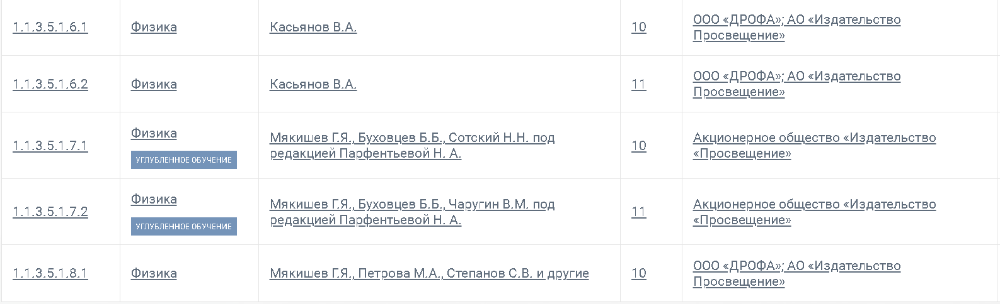 1.1.3.5.1.6.1
Физика
Касьянов В.А.
10
ООО «ДРОФА»; АО «Издательство
Просвещение»
1.1.3.5.1.6.2
Физика
Касьянов В.А.
11
ООО «ДРОФА»; АО «Издательство
Просвещение»
1.1.3.5.1.7.1
Физика
УГЛУБЛЕННОЕ ОБУЧЕНИЕ
Мякишев Г.Я., Буховцев Б.Б., Сотский Н.Н. под
редакцией Парфентьевой Н. А.
10
Акционерное общество «Издательство
«Просвещение»
1.1.3.5.1.7.2
Физика
УГЛУБЛЕННОЕ ОБУЧЕНИЕ
Мякишев Г.Я., Буховцев Б.Б., Чаругин В.М. под
редакцией Парфентьевой Н. А.
11
Акционерное общество «Издательство
«Просвещение»
1.1.3.5.1.8.1
Физика
Мякишев Г.Я., Петрова М.А., Степанов С.В. и другие
10
ООО «ДРОФА»; АО «Издательство
Просвещение»